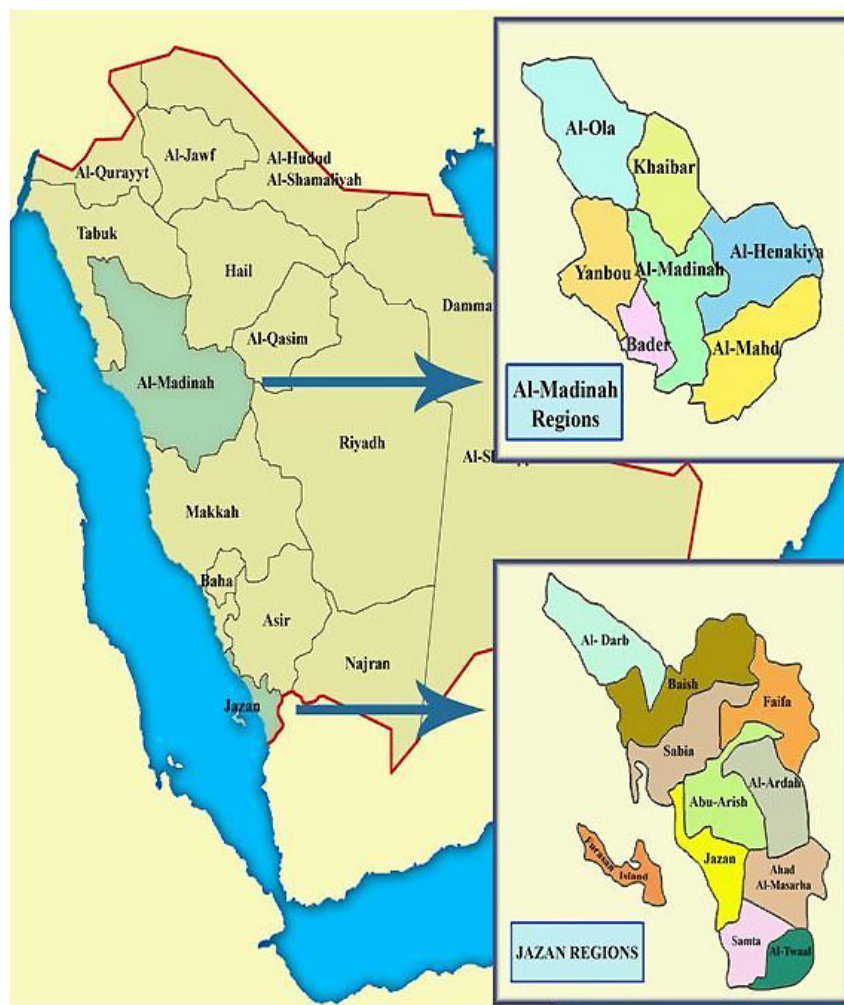 Al-Jawf
Al-Hudud
Al-Shamaliyah
Al-Qurayyt
Tabuk
Hail
Al-Qasim
Al-Madinah
Riyadh
Makkah
Baha
Asir
Najran
Jazan
Al-Ola
Khaibar
Al-Henakiya
Yanbou
Al-Madinah
Bader
Al-Mahd
Al-Madinah
Regions
Al- Darb
Baish
Faifa
Sabia
Al-Ardah
Abu-Arish
Jazan
Furasan
Island
Ahad
Al-Masarha
Samta
Al-Twaal
JAZAN REGIONS